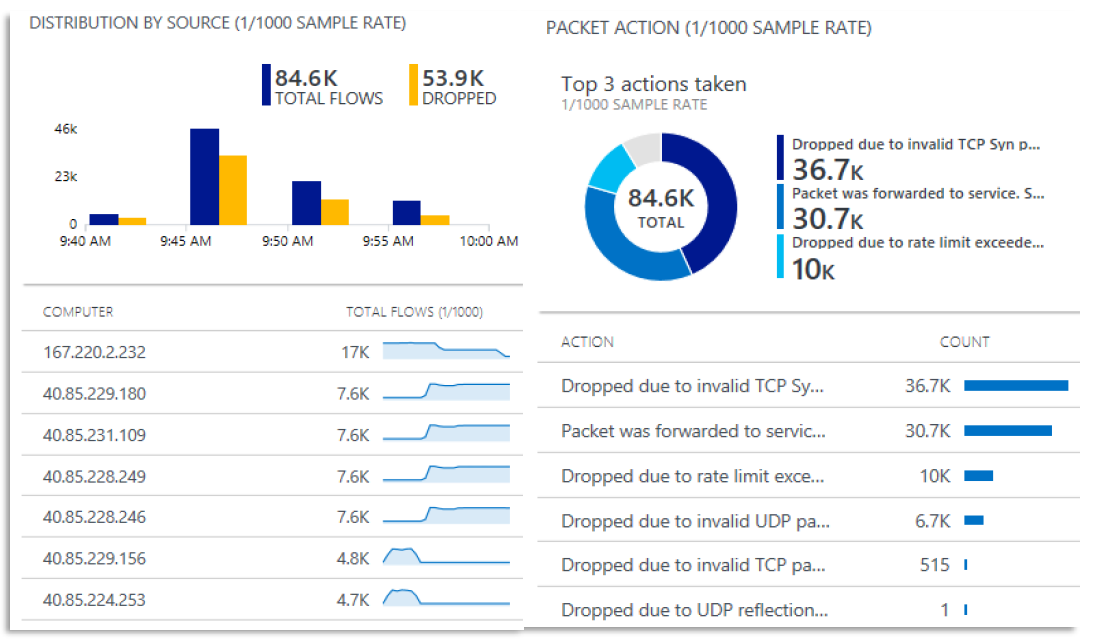 DISTRIBUTION BY SOURCE (1/1000 SAMPLE RATE)
84.6K
TOTAL FLOWS
53.9K
DROPPED
46k
23k
0
9:40 AM 9:45 AM 9:50 AM 9:55 AM 10:00 AM
COMPUTER TOTAL FLOWS (1/1000)
167.220.2.232 17K
40.85.229.180 7.6K
40.85.231.109 7.6K
40.85.228.249 7.6K
40.85.228.246 7.6K
40.85.229.156 4.8K
40.85.224.253 4.7K
PACKET ACTION (1/1000 SAMPLE RATE)
Top 3 actions taken
1/1000 SAMPLE RATE
84.6K
TOTAL
Dropped due to invalid TCP Syn p...
36.7K
Packet was forwarded to service. S...
30.7K
Dropped due to rate limit exceede...
10K
ACTION COUNT
Dropped due to invalid TCP Sy... 36.7K
Packet was forwarded to servic... 30.7K
Dropped due to rate limit exce... 10K
Dropped due to invalid UDP pa... 6.7K
Dropped due to invalid TCP pa... 515
Dropped due to UDP reflection... 1